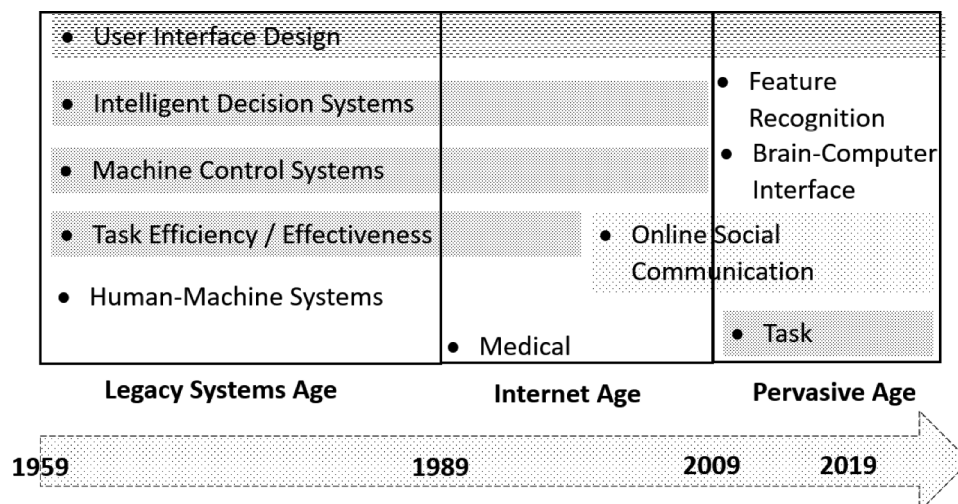 • User Interface Design
• Intelligent Decision Systems
• Machine Control Systems
• Task Efficiency / Effectiveness
• Human-Machine Systems
• Medical
• Feature
Recognition
• Brain-Computer
Interface
• Online Social
Communication
• Task
Legacy Systems Age
Internet Age
Pervasive Age
1959
1989
2009
2019